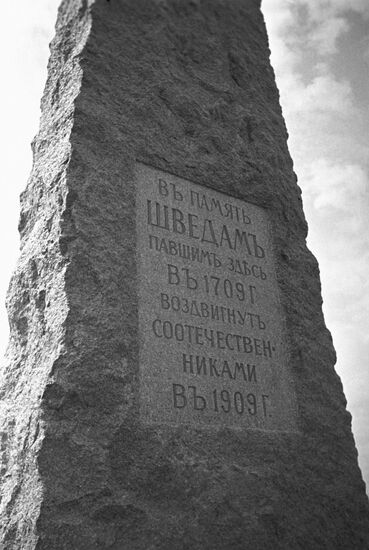 ВЪ ПАМЯТЬ
ШВЕДАМЪ
ПАВШИМЪ ЗДѢСЬ
ВЪ 1709 Г
ВОЗДВИГНУТЪ
СООТЕЧЕСТВЕН-
НИКАМИ
ВЪ 1909 Г.